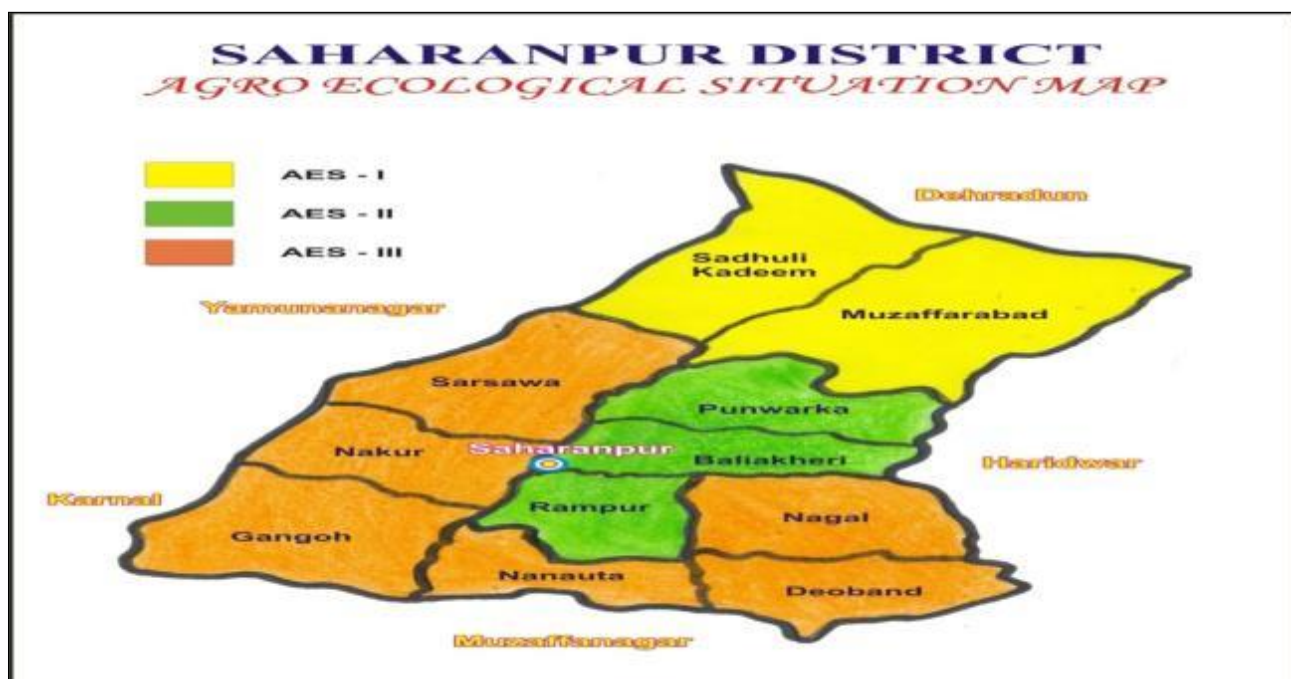 SAHARANPUR DISTRICT
AGRO ECOLOGICAL SITUATION MAP
AES - I
AES - II
AES - III
Dehradun
Sadhuli
Kadeem
Yamunanagar
Muzaffarabad
Sarsawa
Punwarka
Nakur
Saharanpur
Baliakheri
Haridwar
Karnal
Rampur
Nagal
Gangoh
Nanauta
Deoband
Muzaffanagar